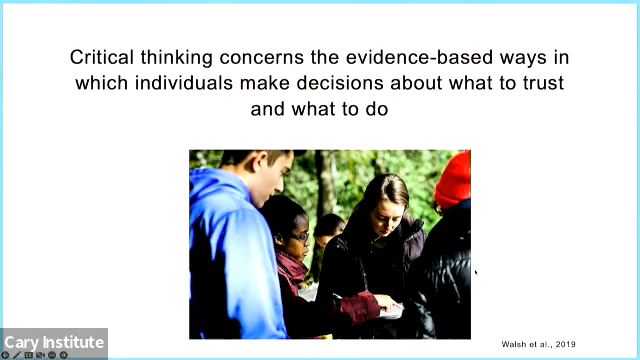 Critical thinking concerns the evidence-based ways in
which individuals make decisions about what to trust
and what to do
Walsh et al., 2019
Cary Institute